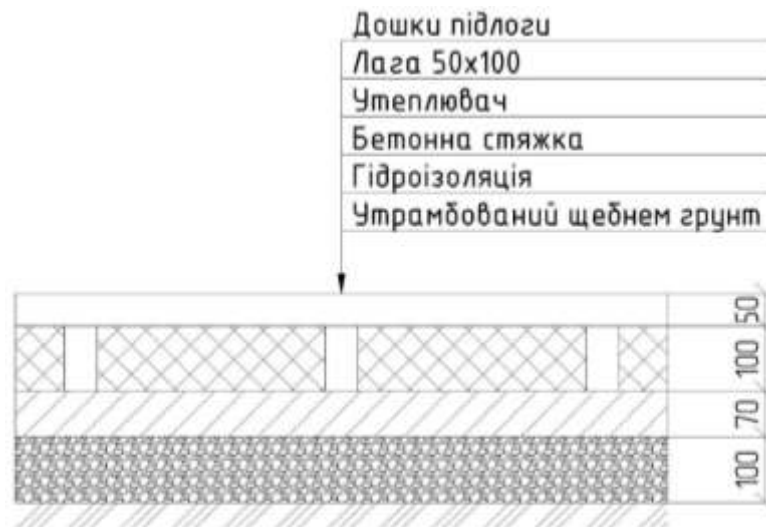 Дошки підлоги
Лага 50х100
Утеплювач
Бетонна стяжка
Гідроізоляція
Утрамбований щебнем грунт
50
100
70
100